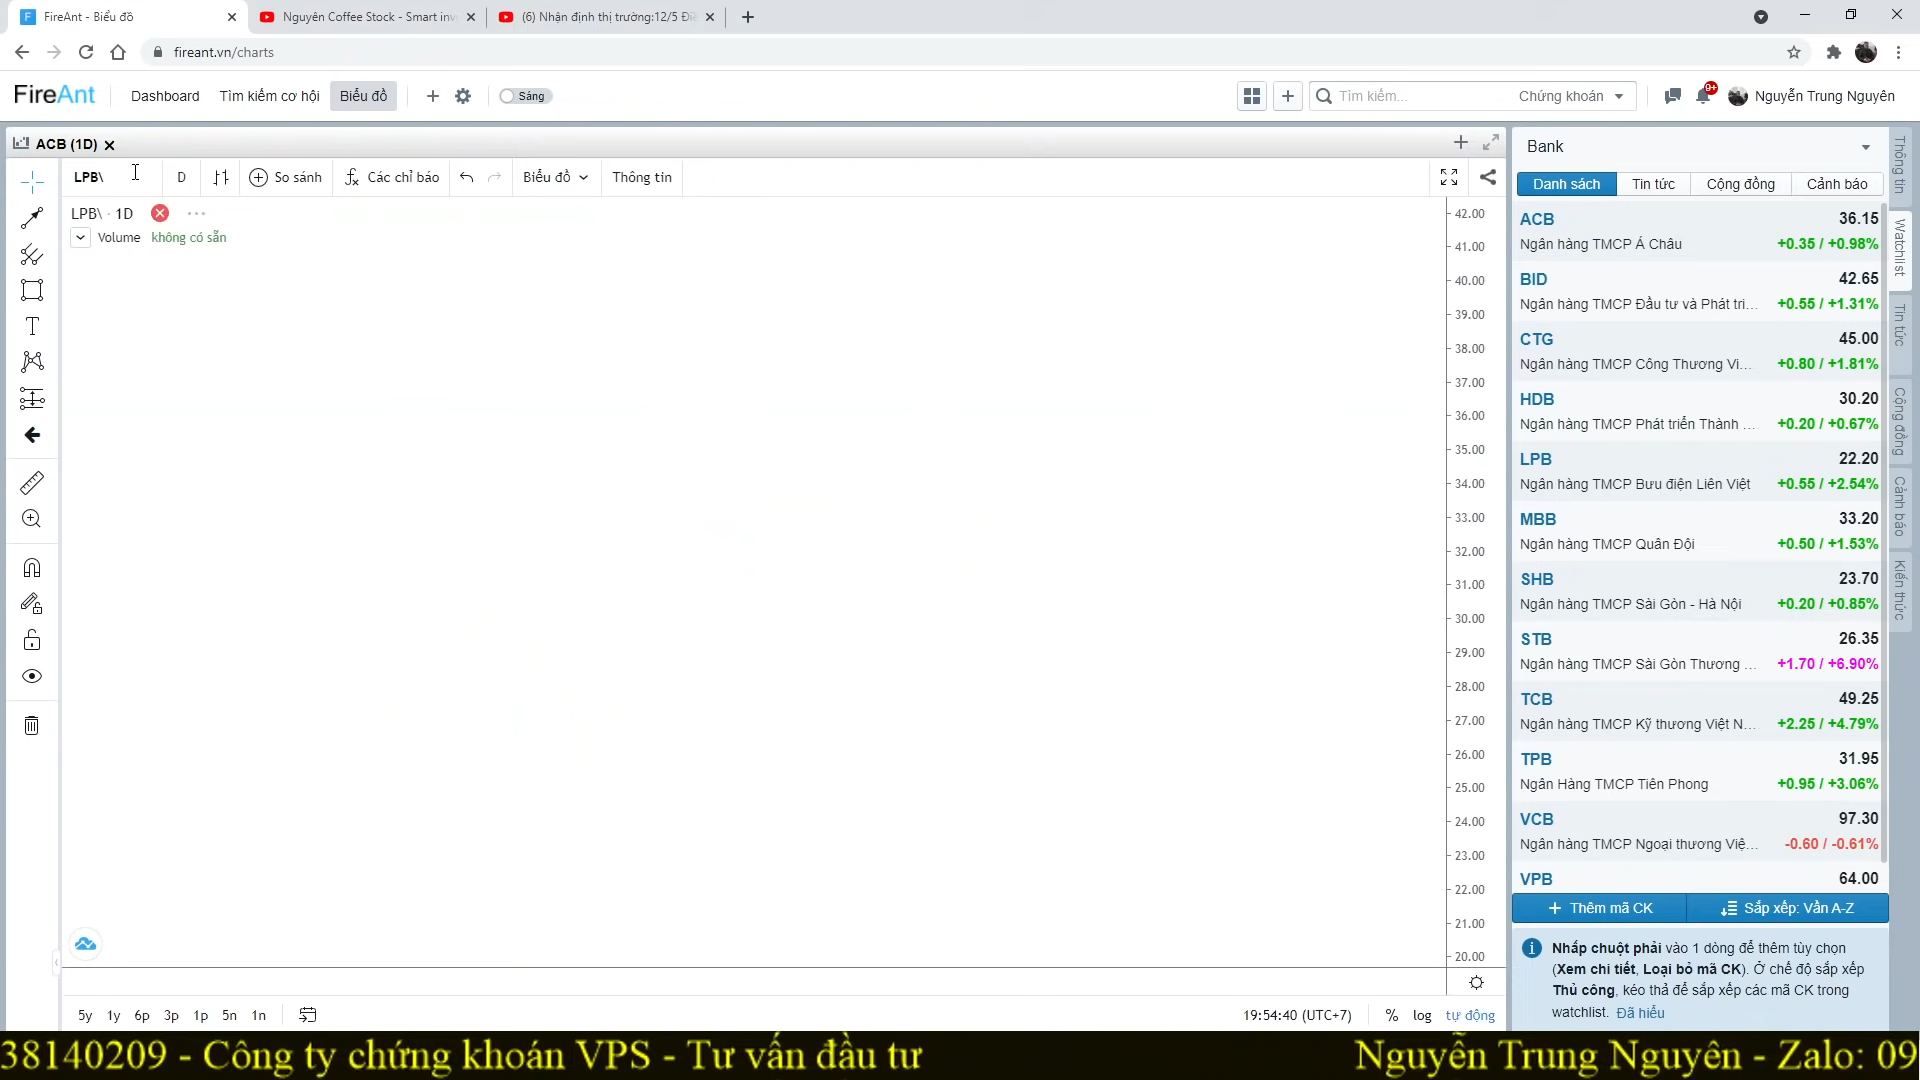 FireAnt - Biểu đồ
Nguyên Coffee Stock - Smart inv
(6) Nhận định thị trường:12/5 Điề
fireant.vn/charts
FireAnt
Dashboard
Tìm kiếm cơ hội
Biểu đồ
Sáng
Tìm kiếm...
Chứng khoán
9+
Nguyễn Trung Nguyên
ACB (1D)
LPB\
D
So sánh
Các chỉ báo
Biểu đồ
Thông tin
LPB\ · 1D
Volume không có sẵn
42.00
41.00
40.00
39.00
38.00
37.00
36.00
35.00
34.00
33.00
32.00
31.00
30.00
29.00
28.00
27.00
26.00
25.00
24.00
23.00
22.00
21.00
20.00
5y 1y 6p 3p 1p 5n 1n
19:54:40 (UTC+7)
% log tự động
Bank
Danh sách Tin tức Cộng đồng Cảnh báo
ACB 36.15
Ngân hàng TMCP Á Châu +0.35 / +0.98%
BID 42.65
Ngân hàng TMCP Đầu tư và Phát tri... +0.55 / +1.31%
CTG 45.00
Ngân hàng TMCP Công Thương Vi... +0.80 / +1.81%
HDB 30.20
Ngân hàng TMCP Phát triển Thành ... +0.20 / +0.67%
LPB 22.20
Ngân hàng TMCP Bưu điện Liên Việt +0.55 / +2.54%
MBB 33.20
Ngân hàng TMCP Quân Đội +0.50 / +1.53%
SHB 23.70
Ngân hàng TMCP Sài Gòn - Hà Nội +0.20 / +0.85%
STB 26.35
Ngân hàng TMCP Sài Gòn Thương ... +1.70 / +6.90%
TCB 49.25
Ngân hàng TMCP Kỹ thương Việt N... +2.25 / +4.79%
TPB 31.95
Ngân Hàng TMCP Tiên Phong +0.95 / +3.06%
VCB 97.30
Ngân hàng TMCP Ngoại thương Việ... -0.60 / -0.61%
VPB 64.00
Thêm mã CK
Sắp xếp: Vần A-Z
Nhấp chuột phải vào 1 dòng để thêm tùy chọn
(Xem chi tiết, Loại bỏ mã CK). Ở chế độ sắp xếp
Thủ công, kéo thả để sắp xếp các mã CK trong
watchlist. Đã hiểu
Thông tin
Watchlist
Tin tức
Cộng đồng
Cảnh báo
Kiến thức
38140209 - Công ty chứng khoán VPS - Tư vấn đầu tư
Nguyễn Trung Nguyên - Zalo: 09